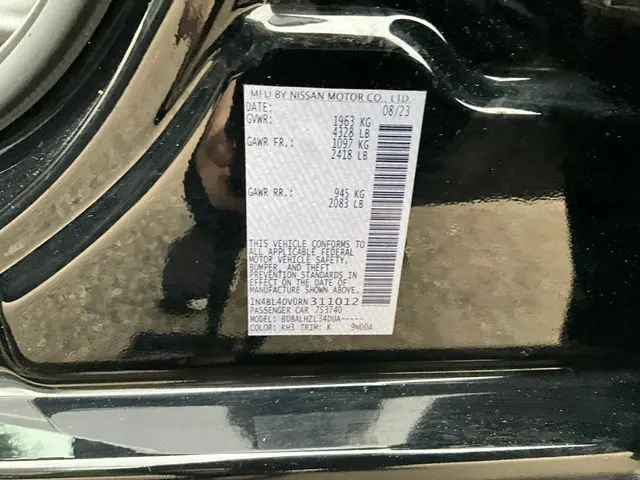 MFD BY NISSAN MOTOR CO., LTD.
DATE: 08/23
GVWR: 1963 KG
4328 LB
GAWR FR.: 1097 KG
2418 LB
GAWR RR.: 945 KG
2083 LB
THIS VEHICLE CONFORMS TO
ALL APPLICABLE FEDERAL
MOTOR VEHICLE SAFETY,
BUMPER, AND THEFT
PREVENTION STANDARDS IN
EFFECT ON THE DATE OF
MANUFACTURE SHOWN ABOVE.
1N4BL4DV0RN311012
PASSENGER CAR 753740
MODEL: BDBALHZL34DUA-----
COLOR: KH3 TRIM: K 9N00A